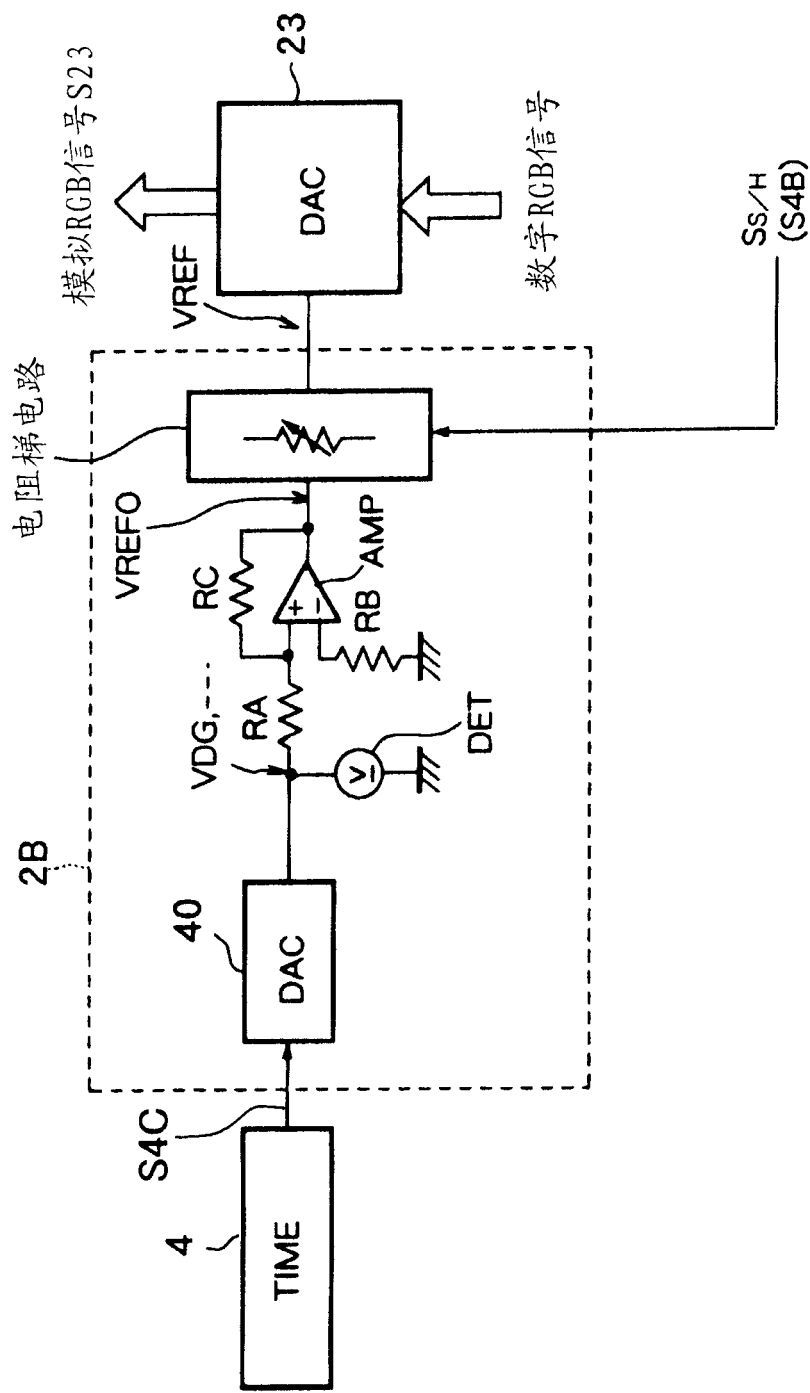 4
TIME
S4C
2B
40
DAC
VDG,---
RA
DET
V
RC
RB
+
−
AMP
VREFO
电阻梯电路
VREF
模拟RGB信号S23
DAC
23
数字RGB信号
SS/H
(S4B)